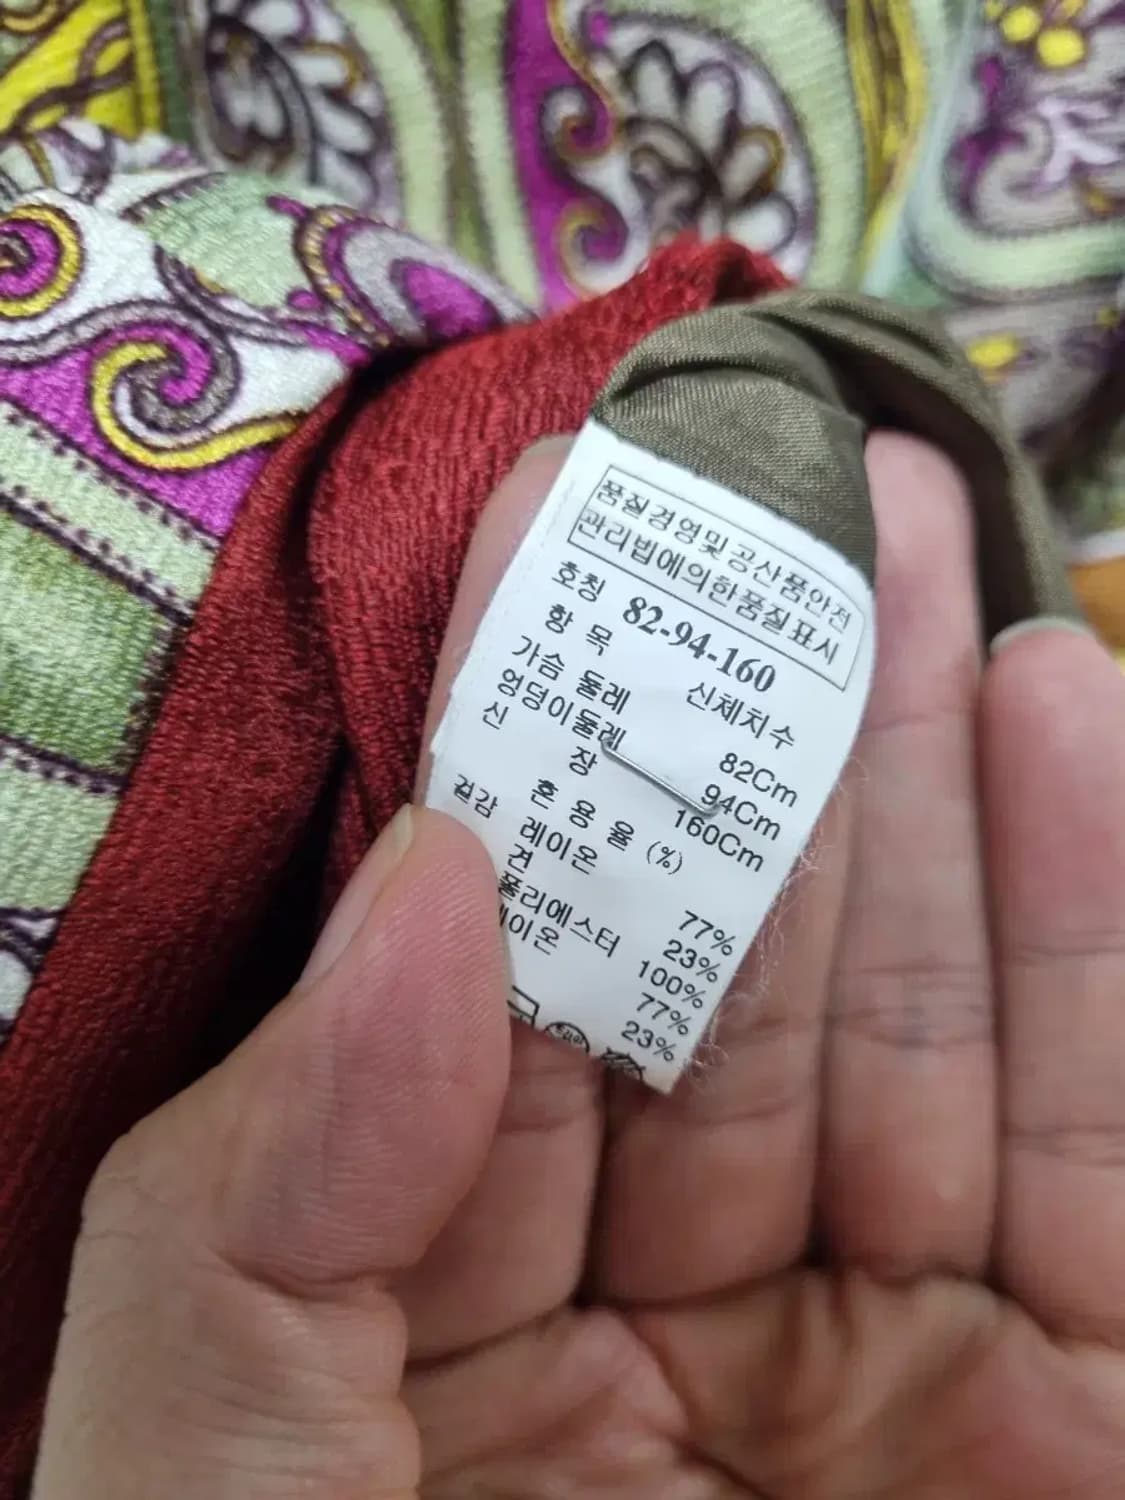 품질경영및공산품안전
관리법에의한품질표시
호칭 82-94-160
항 목 신체치수
가슴 둘레 82Cm
엉덩이둘레 94Cm
신 장 160Cm
혼 용 율 (%)
겉감 레이온 77%
견 23%
폴리에스터 100%
이온 77%
23%